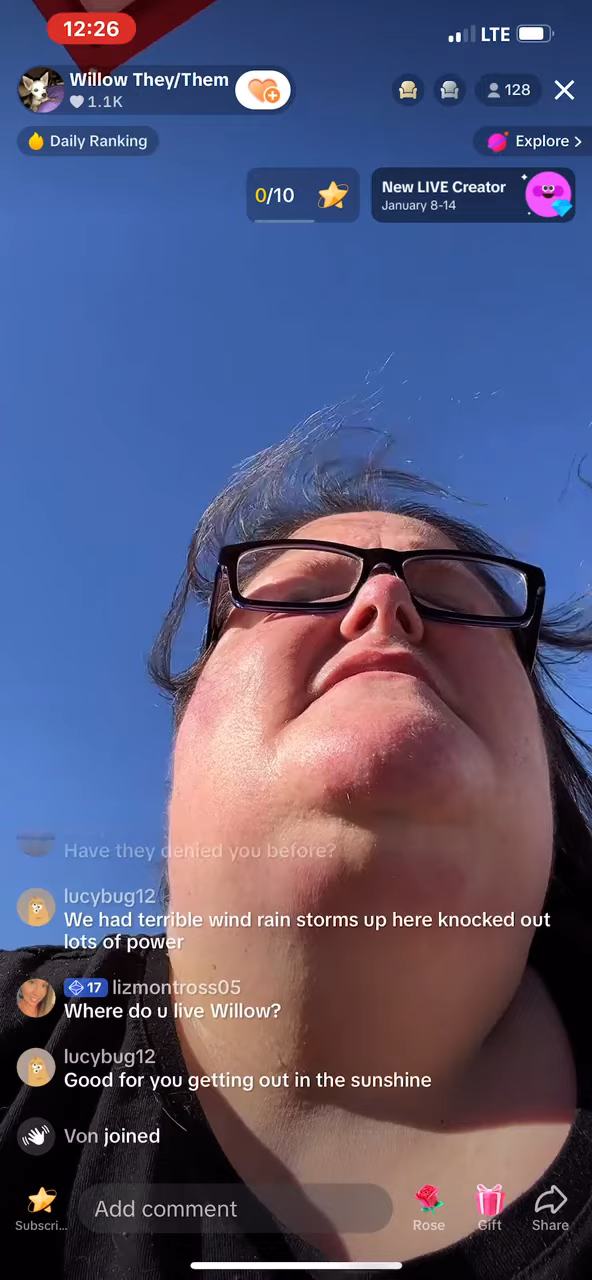 12:26
LTE
Willow They/Them
1.1K
128
Daily Ranking
Explore >
0/10
New LIVE Creator
January 8-14
Have they denied you before?
lucybug12
We had terrible wind rain storms up here knocked out
lots of power
17 lizmontross05
Where do u live Willow?
lucybug12
Good for you getting out in the sunshine
Von joined
Subscri...
Add comment
Rose
Gift
Share